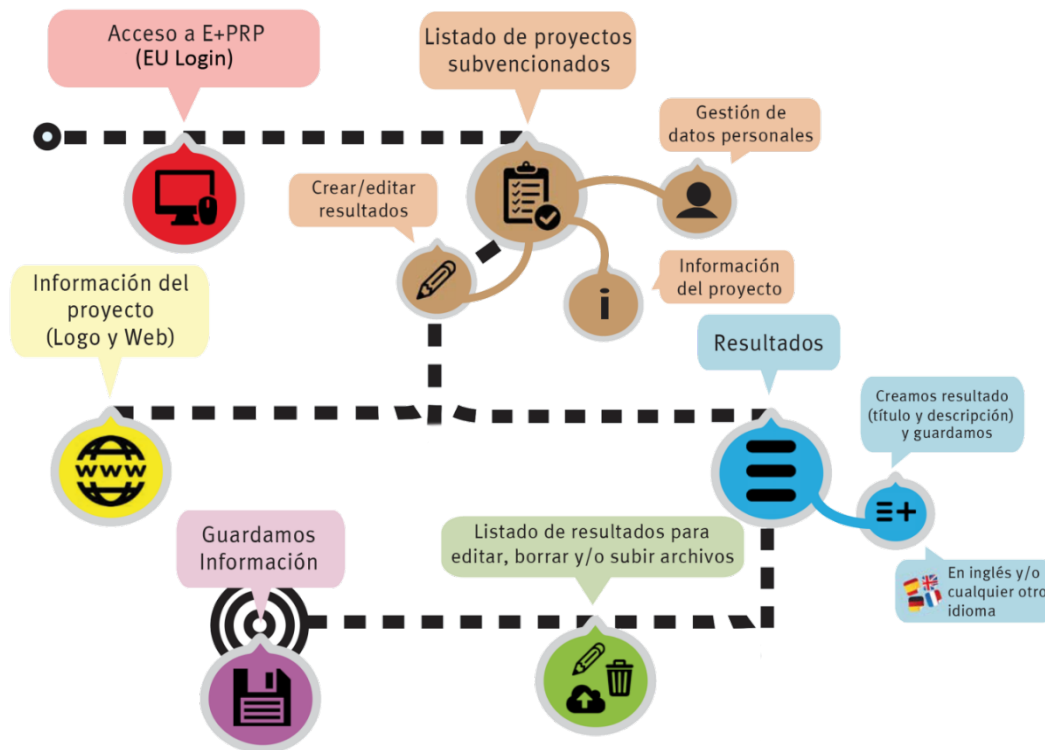 Acceso a E+PRP
(EU Login)
Listado de proyectos
subvencionados
Gestión de
datos personales
Crear/editar
resultados
Información
del proyecto
i
Información del
proyecto
(Logo y Web)
WWW
Resultados
Creamos resultado
(título y descripción)
y guardamos
En inglés y/o
cualquier otro
idioma
Listado de resultados para
editar, borrar y/o subir archivos
Guardamos
Información